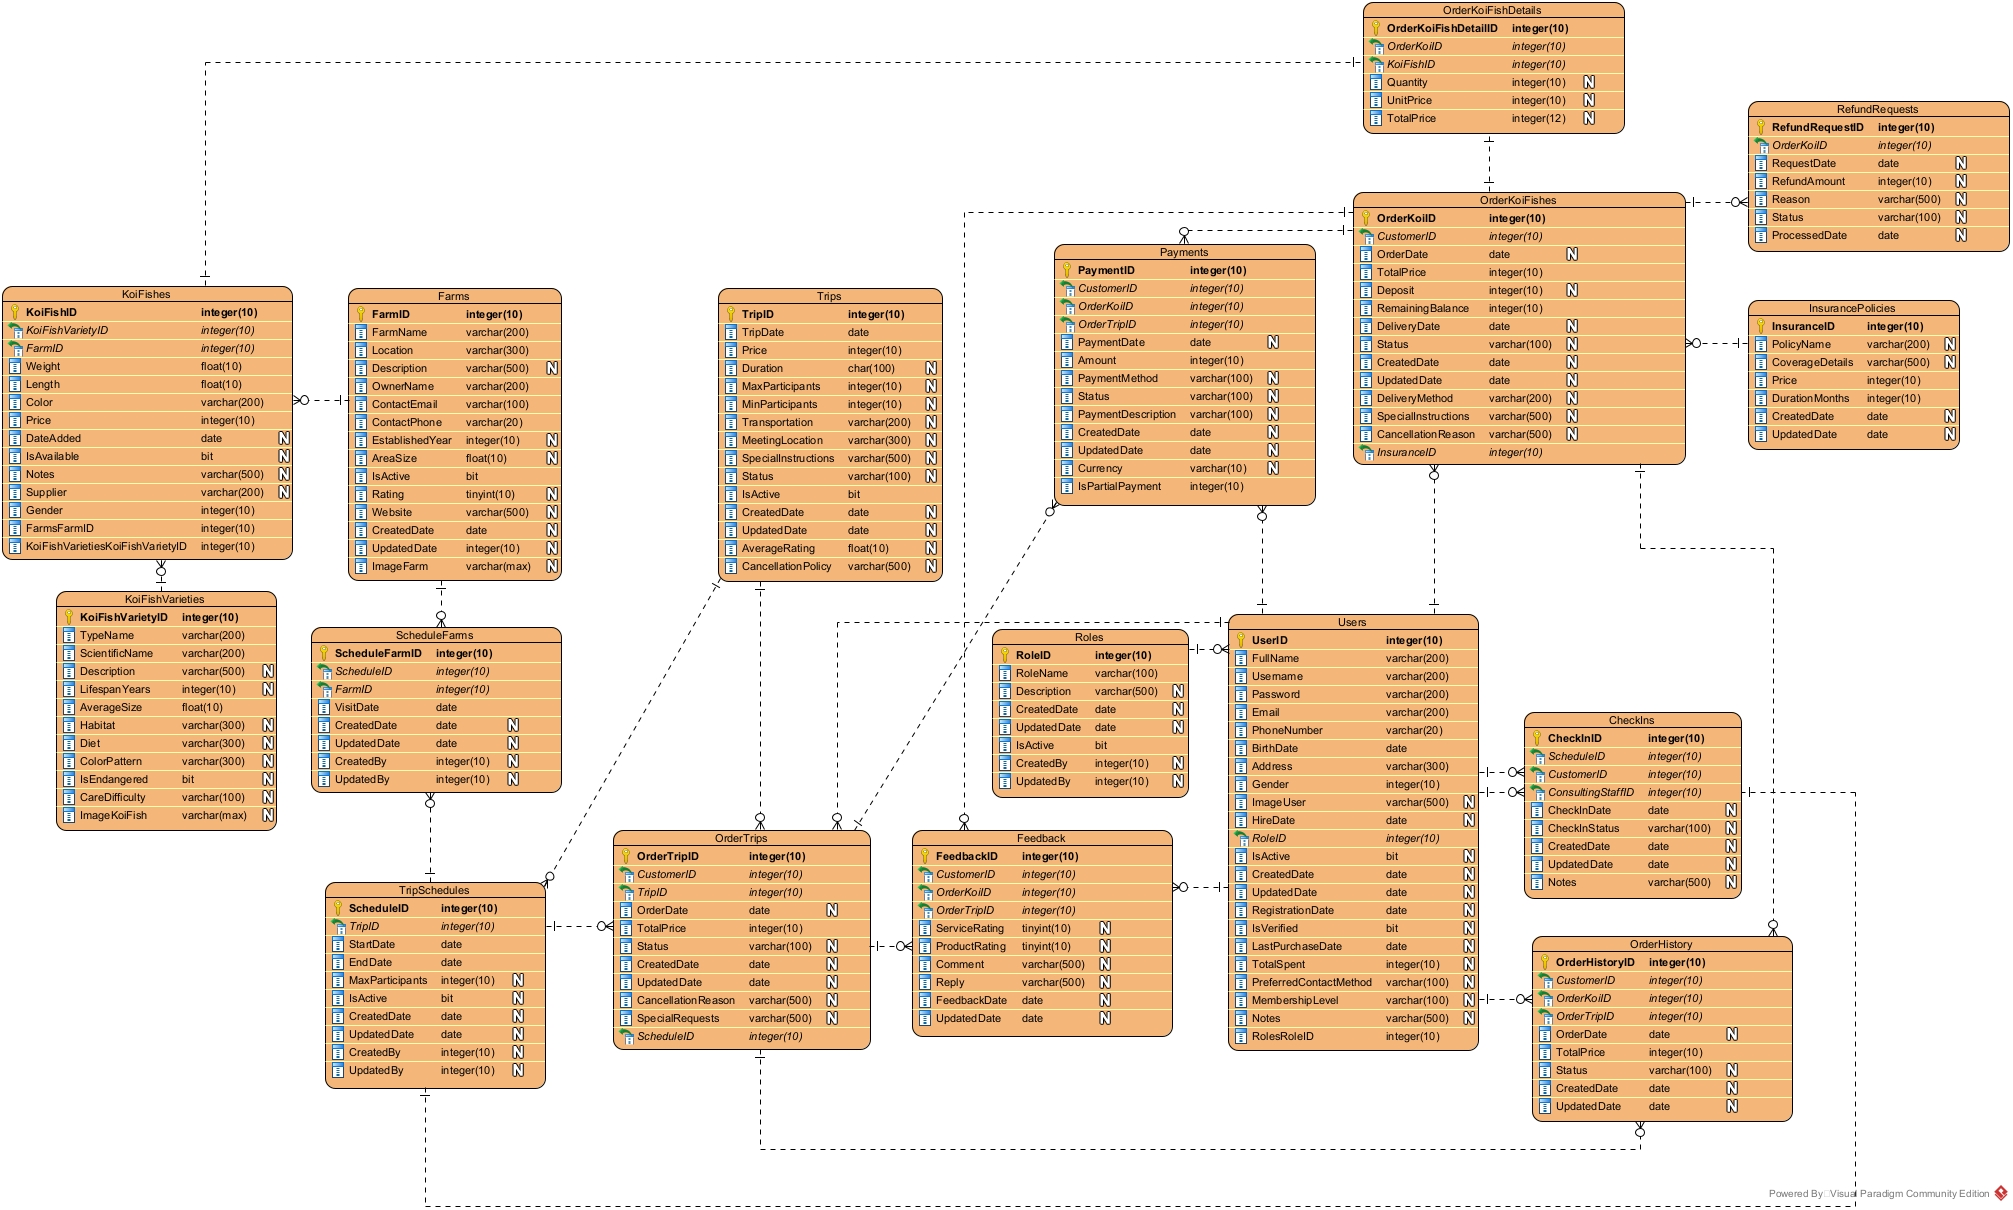 OrderKoiFishDetails
OrderKoiFishDetailID integer(10)
OrderKoiID integer(10)
KoiFishID integer(10)
Quantity integer(10) N
UnitPrice integer(10) N
TotalPrice integer(12) N
RefundRequests
RefundRequestID integer(10)
OrderKoiID integer(10)
RequestDate date N
RefundAmount integer(10) N
Reason varchar(500) N
Status varchar(100) N
ProcessedDate date N
OrderKoiFishes
OrderKoiID integer(10)
CustomerID integer(10)
OrderDate date N
TotalPrice integer(10)
Deposit integer(10) N
RemainingBalance integer(10)
DeliveryDate date N
Status varchar(100) N
CreatedDate date N
UpdatedDate date N
DeliveryMethod varchar(200) N
SpecialInstructions varchar(500) N
CancellationReason varchar(500) N
InsuranceID integer(10)
Payments
PaymentID integer(10)
CustomerID integer(10)
OrderKoiID integer(10)
OrderTripID integer(10)
PaymentDate date N
Amount integer(10)
PaymentMethod varchar(100) N
Status varchar(100) N
PaymentDescription varchar(100) N
CreatedDate date N
UpdatedDate date N
Currency varchar(10) N
IsPartialPayment integer(10)
InsurancePolicies
InsuranceID integer(10)
PolicyName varchar(200) N
CoverageDetails varchar(500) N
Price integer(10)
DurationMonths integer(10)
CreatedDate date N
UpdatedDate date N
KoiFishes
KoiFishID integer(10)
KoiFishVarietyID integer(10)
FarmID integer(10)
Weight float(10)
Length float(10)
Color varchar(200)
Price integer(10)
DateAdded date N
IsAvailable bit N
Notes varchar(500) N
Supplier varchar(200) N
Gender integer(10)
FarmsFarmID integer(10)
KoiFishVarietiesKoiFishVarietyID integer(10)
Farms
FarmID integer(10)
FarmName varchar(200)
Location varchar(300)
Description varchar(500) N
OwnerName varchar(200)
ContactEmail varchar(100)
ContactPhone varchar(20)
EstablishedYear integer(10) N
AreaSize float(10) N
IsActive bit
Rating tinyint(10) N
Website varchar(500) N
CreatedDate date N
UpdatedDate integer(10) N
ImageFarm varchar(max) N
Trips
TripID integer(10)
TripDate date
Price integer(10)
Duration char(100) N
MaxParticipants integer(10) N
MinParticipants integer(10) N
Transportation varchar(200) N
MeetingLocation varchar(300) N
SpecialInstructions varchar(500) N
Status varchar(100) N
IsActive bit
CreatedDate date N
UpdatedDate date N
AverageRating float(10) N
CancellationPolicy varchar(500) N
KoiFishVarieties
KoiFishVarietyID integer(10)
TypeName varchar(200)
ScientificName varchar(200)
Description varchar(500) N
LifespanYears integer(10) N
AverageSize float(10)
Habitat varchar(300) N
Diet varchar(300) N
ColorPattern varchar(300) N
IsEndangered bit N
CareDifficulty varchar(100) N
ImageKoiFish varchar(max) N
ScheduleFarms
ScheduleFarmID integer(10)
ScheduleID integer(10)
FarmID integer(10)
VisitDate date
CreatedDate date N
UpdatedDate date N
CreatedBy integer(10) N
UpdatedBy integer(10) N
Roles
RoleID integer(10)
RoleName varchar(100)
Description varchar(500) N
CreatedDate date N
UpdatedDate date N
IsActive bit
CreatedBy integer(10) N
UpdatedBy integer(10) N
Users
UserID integer(10)
FullName varchar(200)
Username varchar(200)
Password varchar(200)
Email varchar(200)
PhoneNumber varchar(20)
BirthDate date
Address varchar(300)
Gender integer(10)
ImageUser varchar(500) N
HireDate date N
RoleID integer(10)
IsActive bit N
CreatedDate date N
UpdatedDate date N
RegistrationDate date N
IsVerified bit N
LastPurchaseDate date N
TotalSpent integer(10) N
PreferredContactMethod varchar(100) N
MembershipLevel varchar(100) N
Notes varchar(500) N
RolesRoleID integer(10)
CheckIns
CheckInID integer(10)
ScheduleID integer(10)
CustomerID integer(10)
ConsultingStaffID integer(10)
CheckInDate date N
CheckInStatus varchar(100) N
CreatedDate date N
UpdatedDate date N
Notes varchar(500) N
TripSchedules
ScheduleID integer(10)
TripID integer(10)
StartDate date
EndDate date
MaxParticipants integer(10) N
IsActive bit N
CreatedDate date N
UpdatedDate date N
CreatedBy integer(10) N
UpdatedBy integer(10) N
OrderTrips
OrderTripID integer(10)
CustomerID integer(10)
TripID integer(10)
OrderDate date N
TotalPrice integer(10)
Status varchar(100) N
CreatedDate date N
UpdatedDate date N
CancellationReason varchar(500) N
SpecialRequests varchar(500) N
ScheduleID integer(10)
Feedback
FeedbackID integer(10)
CustomerID integer(10)
OrderKoiID integer(10)
OrderTripID integer(10)
ServiceRating tinyint(10) N
ProductRating tinyint(10) N
Comment varchar(500) N
Reply varchar(500) N
FeedbackDate date N
UpdatedDate date N
OrderHistory
OrderHistoryID integer(10)
CustomerID integer(10)
OrderKoiID integer(10)
OrderTripID integer(10)
OrderDate date N
TotalPrice integer(10)
Status varchar(100) N
CreatedDate date N
UpdatedDate date N
Powered By Visual Paradigm Community Edition